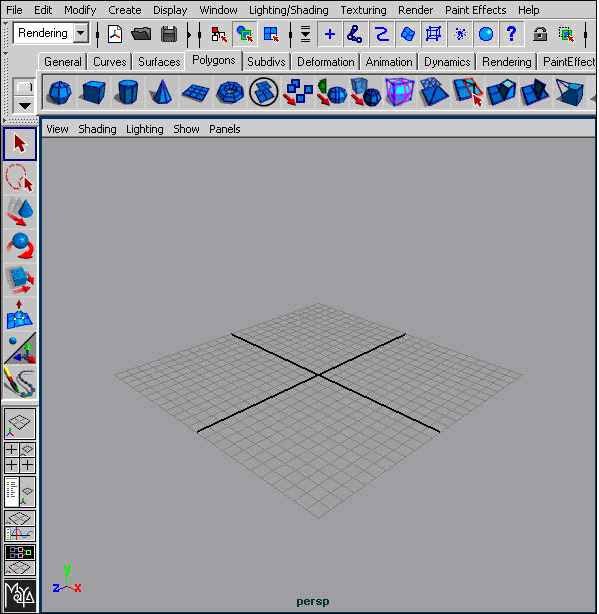 File Edit Modify Create Display Window Lighting/Shading Texturing Render Paint Effects Help
Rendering
?
General Curves Surfaces Polygons Subdivs Deformation Animation Dynamics Rendering PaintEffect
View Shading Lighting Show Panels
Y
Z X
persp
MAYA